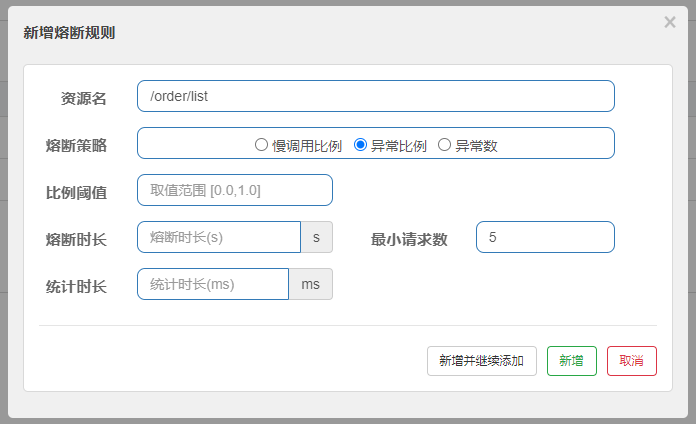 新增熔断规则
×
资源名 /order/list
熔断策略 慢调用比例 异常比例 异常数
比例阈值 取值范围 [0.0,1.0]
熔断时长 熔断时长(s) s 最小请求数 5
统计时长 统计时长(ms) ms
新增并继续添加 新增 取消